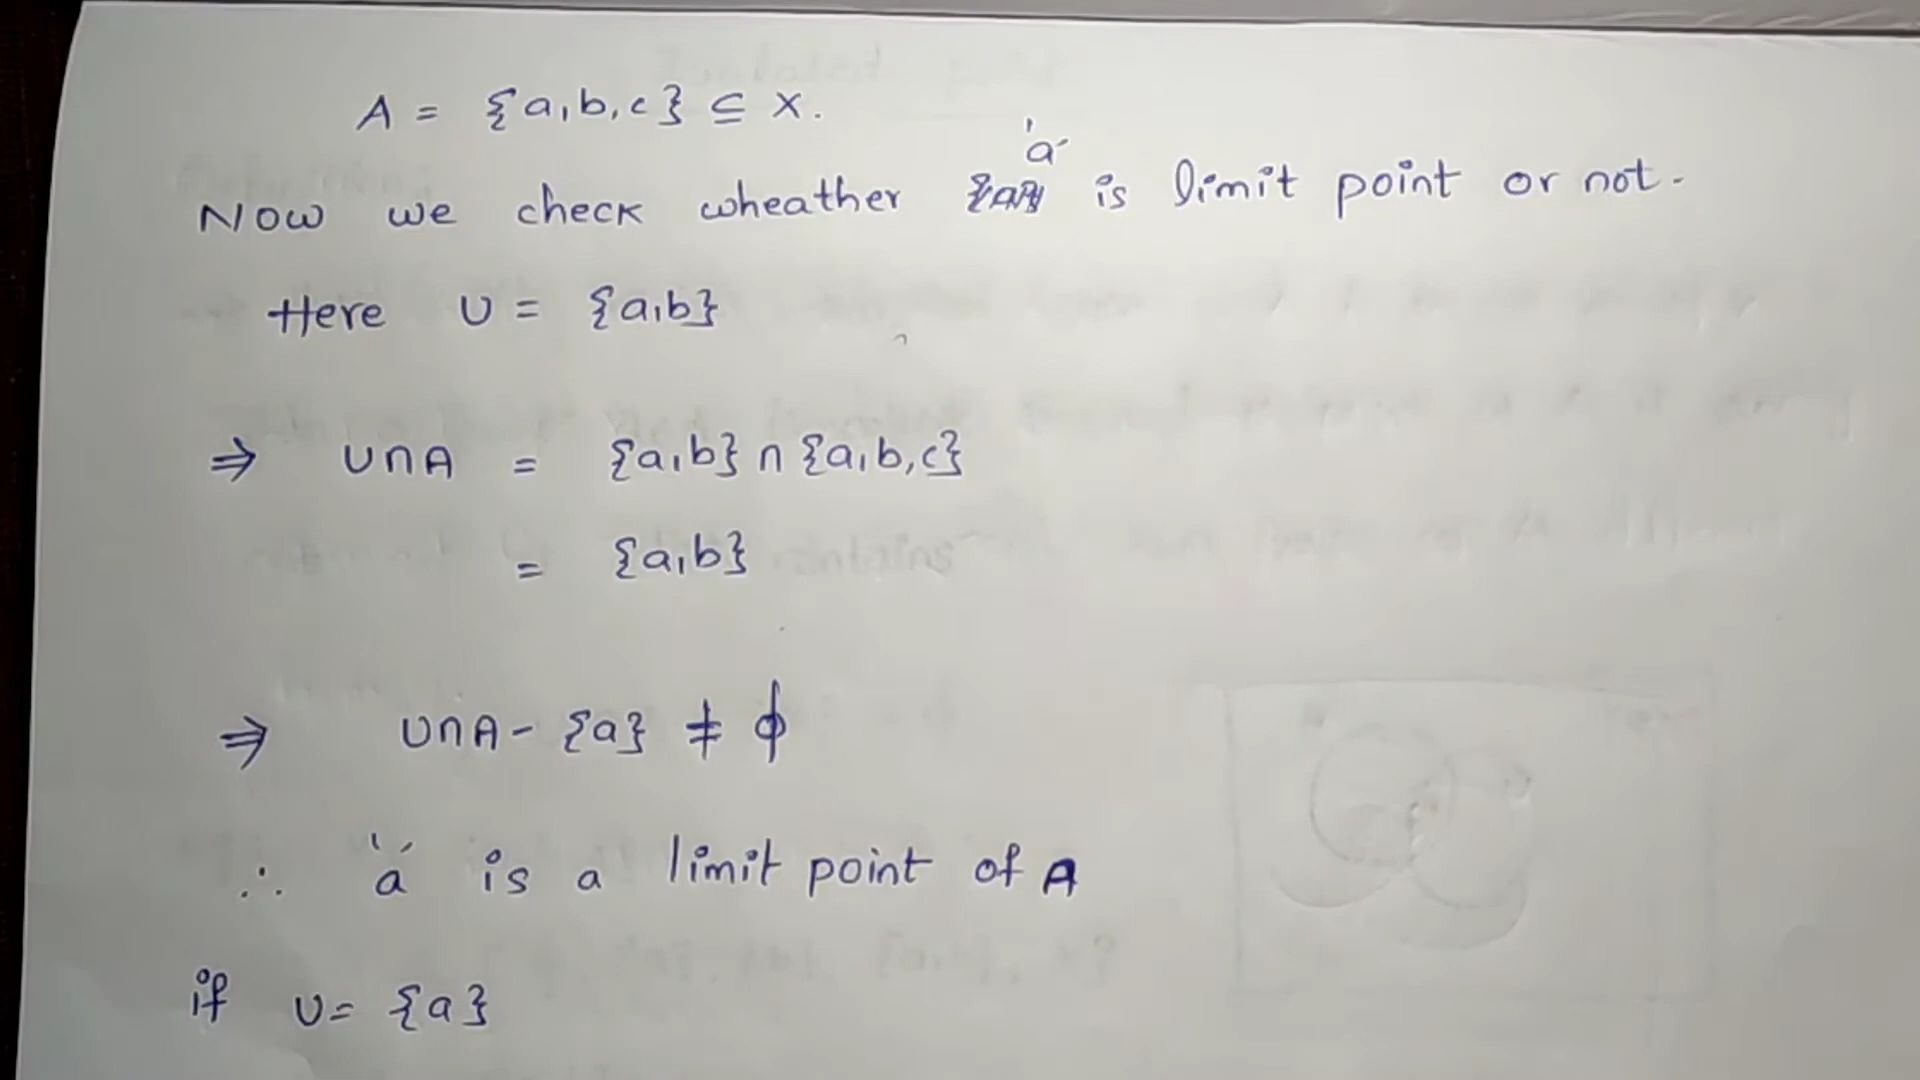 A = {a,b,c} ⊆ X.
'a'
Now we check wheather is limit point or not.
Here U = {a,b}
⇒ U∩A = {a,b} ∩ {a,b,c}
= {a,b}
⇒ U∩A - {a} ≠ ϕ
∴ 'a' is a limit point of A
if U = {a}